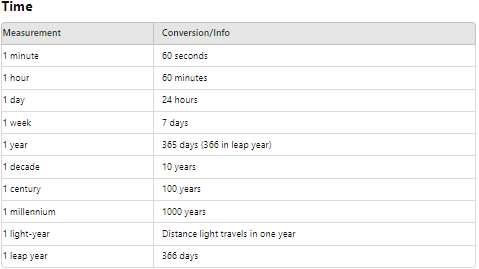 Time
Measurement Conversion/Info
1 minute 60 seconds
1 hour 60 minutes
1 day 24 hours
1 week 7 days
1 year 365 days (366 in leap year)
1 decade 10 years
1 century 100 years
1 millennium 1000 years
1 light-year Distance light travels in one year
1 leap year 366 days